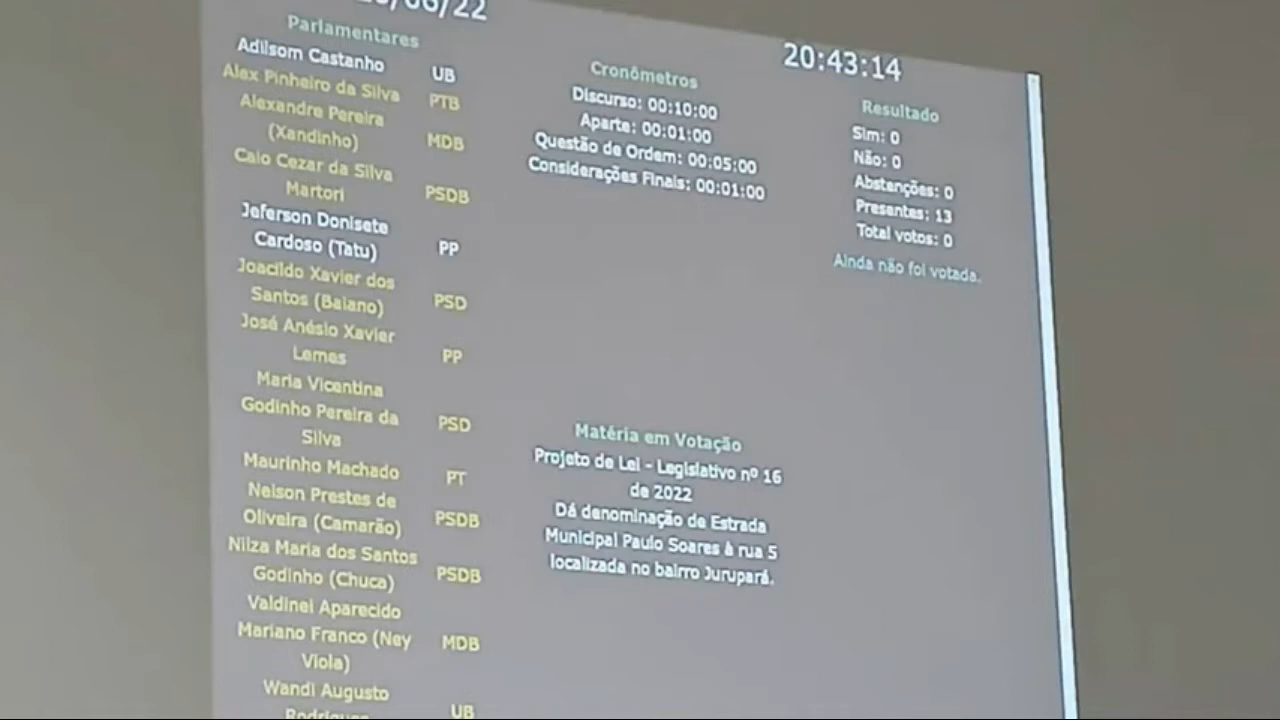 /06/22
20:43:14
Parlamentares
Adilsom Castanho UB
Alex Pinheiro da Silva PTB
Alexandre Pereira
(Xandinho) MDB
Caio Cezar da Silva
Martori PSDB
Jeferson Donisete
Cardoso (Tatu) PP
Joacildo Xavier dos
Santos (Baiano) PSD
José Anésio Xavier
Lemes PP
Maria Vicentina
Godinho Pereira da
Silva PSD
Maurinho Machado PT
Nelson Prestes de
Oliveira (Camarão) PSDB
Nilza Maria dos Santos
Godinho (Chuca) PSDB
Valdinei Aparecido
Mariano Franco (Ney
Viola) MDB
Wandi Augusto
Rodrigues UB
Cronômetros
Discurso: 00:10:00
Aparte: 00:01:00
Questão de Ordem: 00:05:00
Considerações Finais: 00:01:00
Matéria em Votação
Projeto de Lei - Legislativo nº 16
de 2022
Dá denominação de Estrada
Municipal Paulo Soares à rua 5
localizada no bairro Jurupará.
Resultado
Sim: 0
Não: 0
Abstenções: 0
Presentes: 13
Total votos: 0
Ainda não foi votada.